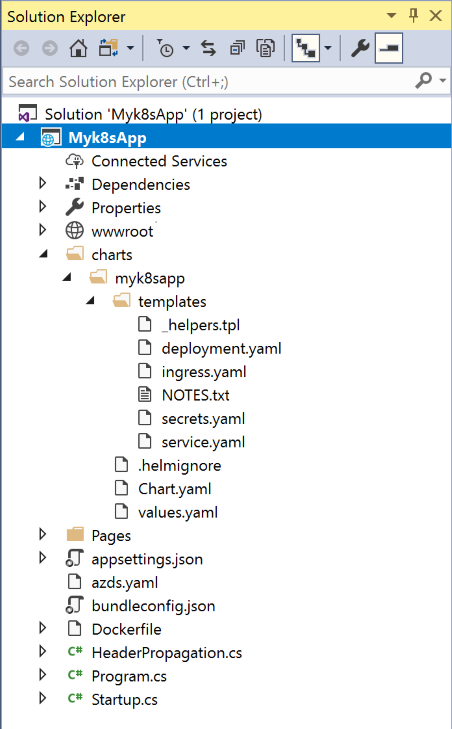 Solution Explorer
Search Solution Explorer (Ctrl+;)
Solution 'Myk8sApp' (1 project)
Myk8sApp
Connected Services
Dependencies
Properties
wwwroot
charts
myk8sapp
templates
_helpers.tpl
deployment.yaml
ingress.yaml
NOTES.txt
secrets.yaml
service.yaml
.helmignore
Chart.yaml
values.yaml
Pages
appsettings.json
azds.yaml
bundleconfig.json
Dockerfile
C# HeaderPropagation.cs
C# Program.cs
C# Startup.cs